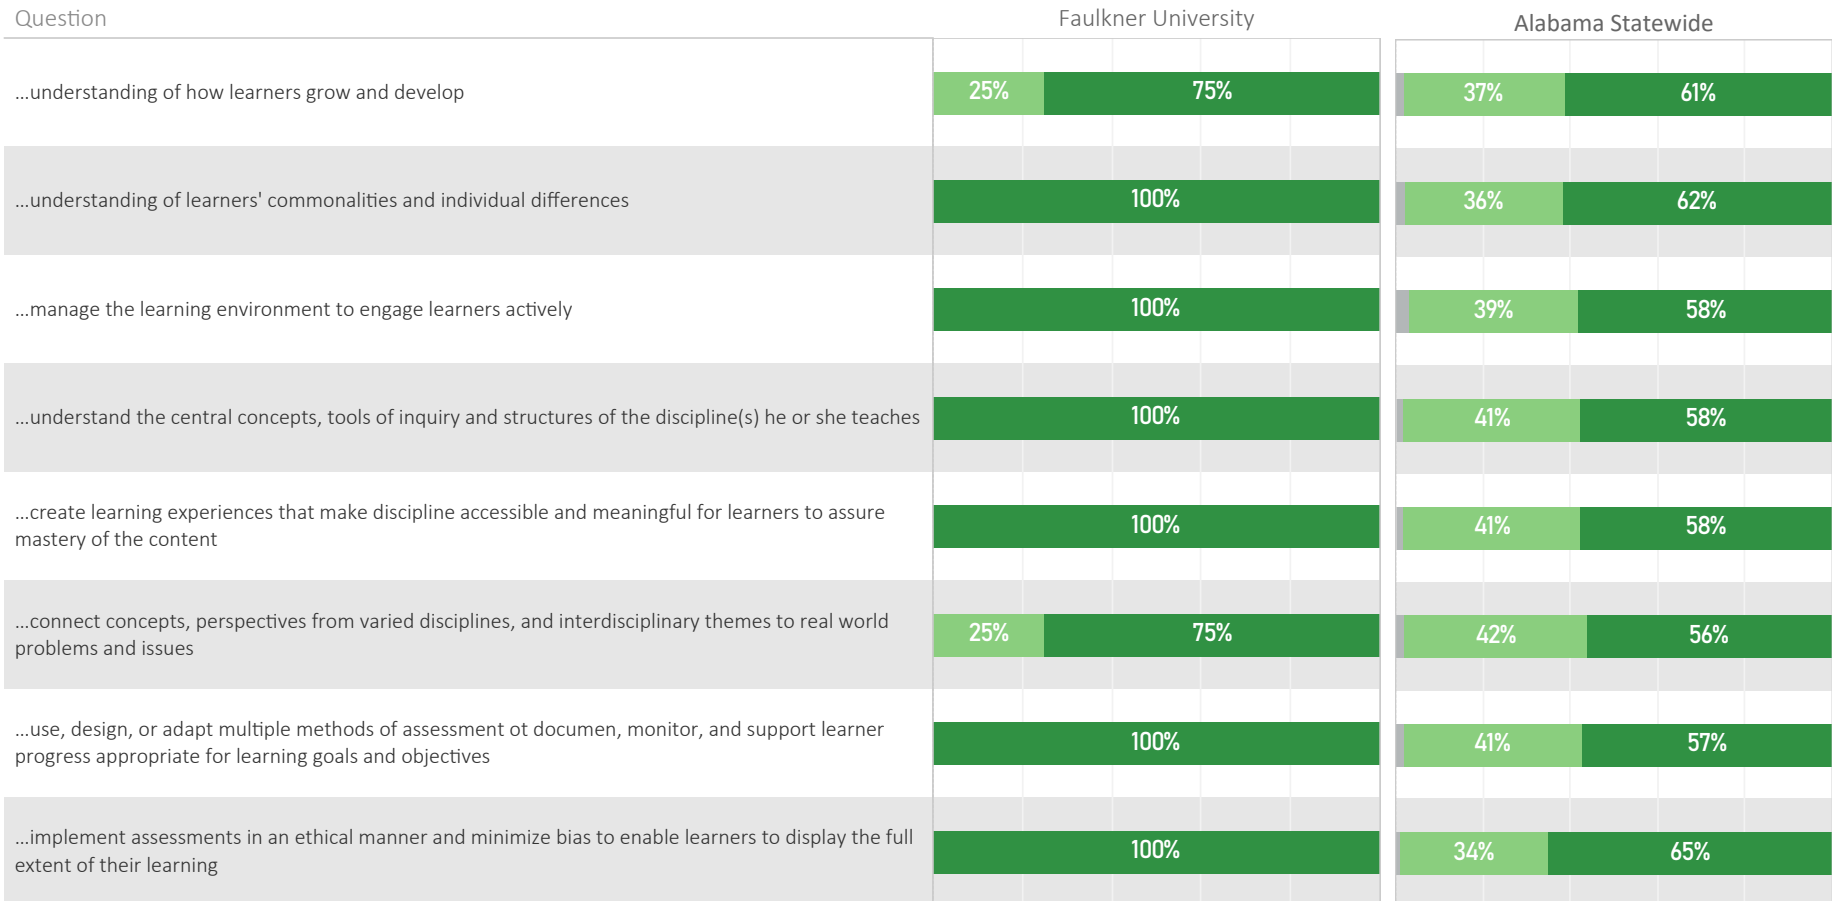 Question Faulkner University Alabama Statewide
...understanding of how learners grow and develop 25% 75% 37% 61%
...understanding of learners' commonalities and individual differences 100% 36% 62%
...manage the learning environment to engage learners actively 100% 39% 58%
...understand the central concepts, tools of inquiry and structures of the discipline(s) he or she teaches 100% 41% 58%
...create learning experiences that make discipline accessible and meaningful for learners to assure
mastery of the content 100% 41% 58%
...connect concepts, perspectives from varied disciplines, and interdisciplinary themes to real world
problems and issues 25% 75% 42% 56%
...use, design, or adapt multiple methods of assessment ot documen, monitor, and support learner
progress appropriate for learning goals and objectives 100% 41% 57%
...implement assessments in an ethical manner and minimize bias to enable learners to display the full
extent of their learning 100% 34% 65%